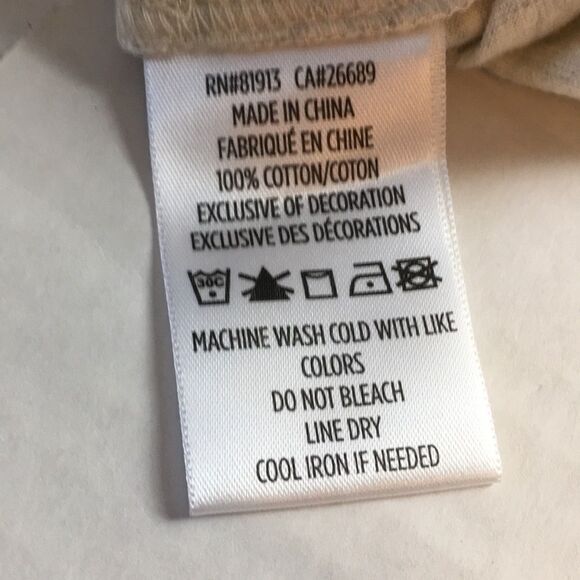 RN#81913 CA#26689
MADE IN CHINA
FABRIQUÉ EN CHINE
100% COTTON/COTON
EXCLUSIVE OF DECORATION
EXCLUSIVE DES DÉCORATIONS
30C
MACHINE WASH COLD WITH LIKE
COLORS
DO NOT BLEACH
LINE DRY
COOL IRON IF NEEDED